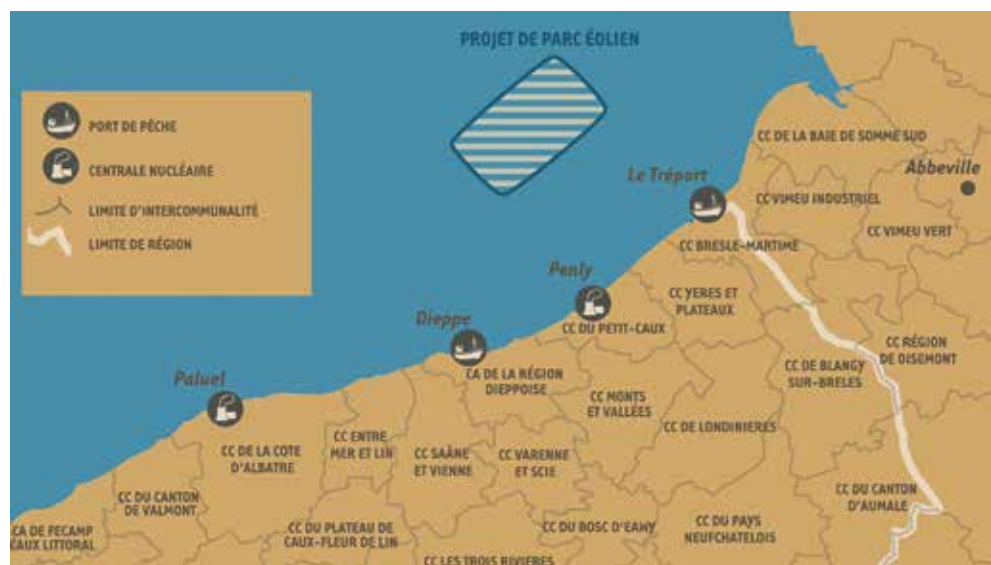 PROJET DE PARC ÉOLIEN
PORT DE PÊCHE
CENTRALE NUCLÉAIRE
LIMITE D'INTERCOMMUNALITÉ
LIMITE DE RÉGION
CC DE LA BAIE DE SOMME SUD
Abbeville
Le Tréport
CC VIMEU INDUSTRIEL
CC VIMEU VERT
CC BRESLE-MARTIME
Penly
CC YERES ET
PLATEAUX
CC DU PETIT-CAUX
Dieppe
CC RÉGION
DE OISEMONT
CC DE BLANGY
SUR-BRELES
CA DE LA RÉGION
DIEPPOISE
Paluel
CC MONTS
ET VALLÉES
CC DE LONDINIERES
CC DE LA COTE
D'ALBATRE
CC ENTRE
MER ET LIN
CC SAÂNE
ET VIENNE
CC VARENNE
ET SCIE
CC DU CANTON
DE VALMONT
CC DU CANTON
D'AUMALE
CA DE FECAMP
CAUX LITTORAL
CC DU PLATEAU DE
CAUX-FLEUR DE LIN
CC DU BOSC D'EAWY
CC DU PAYS
NEUFCHATELOIS
CC LES TROIS RIVIÈRES